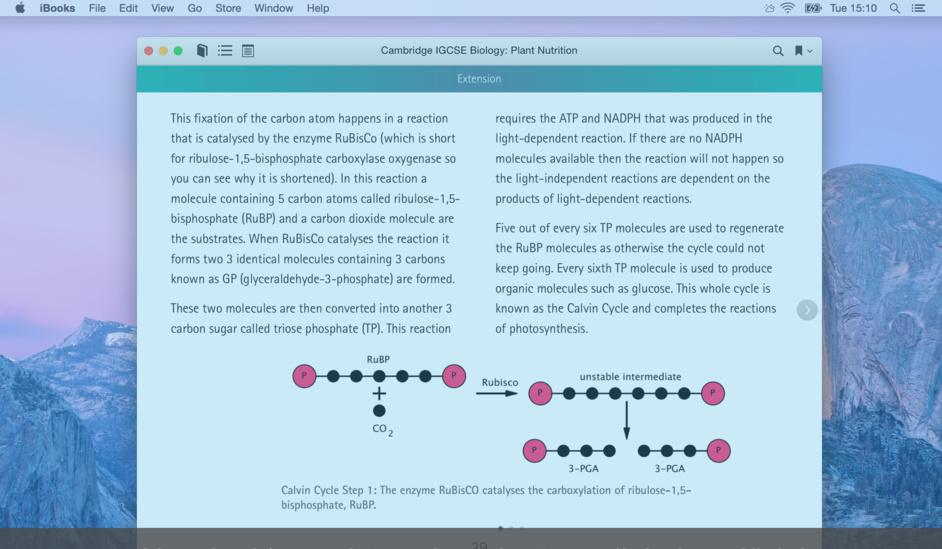 iBooks File Edit View Go Store Window Help Tue 15:10
Cambridge IGCSE Biology: Plant Nutrition
Extension
This fixation of the carbon atom happens in a reaction
that is catalysed by the enzyme RuBisCo (which is short
for ribulose-1,5-bisphosphate carboxylase oxygenase so
you can see why it is shortened). In this reaction a
molecule containing 5 carbon atoms called ribulose-1,5-
bisphosphate (RuBP) and a carbon dioxide molecule are
the substrates. When RuBisCo catalyses the reaction it
forms two 3 identical molecules containing 3 carbons
known as GP (glyceraldehyde-3-phosphate) are formed.
These two molecules are then converted into another 3
carbon sugar called triose phosphate (TP). This reaction
requires the ATP and NADPH that was produced in the
light-dependent reaction. If there are no NADPH
molecules available then the reaction will not happen so
the light-independent reactions are dependent on the
products of light-dependent reactions.
Five out of every six TP molecules are used to regenerate
the RuBP molecules as otherwise the cycle could not
keep going. Every sixth TP molecule is used to produce
organic molecules such as glucose. This whole cycle is
known as the Calvin Cycle and completes the reactions
of photosynthesis.
RuBP
P P
CO2
Rubisco
unstable intermediate
P P
P P
3-PGA 3-PGA
Calvin Cycle Step 1: The enzyme RuBisCO catalyses the carboxylation of ribulose-1,5-
bisphosphate, RuBP.